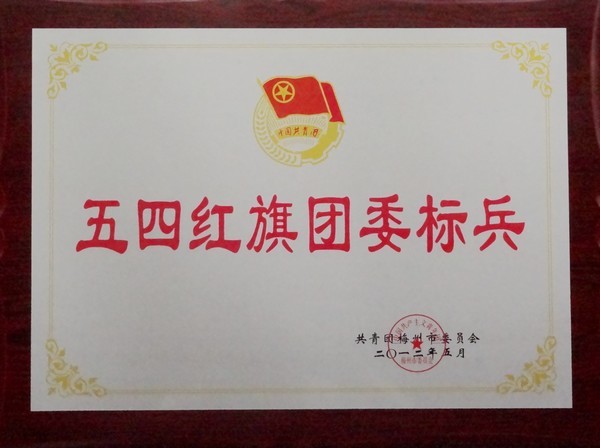 中国共青团
五四红旗团委标兵
共青团梅州市委员会
二〇一二年五月